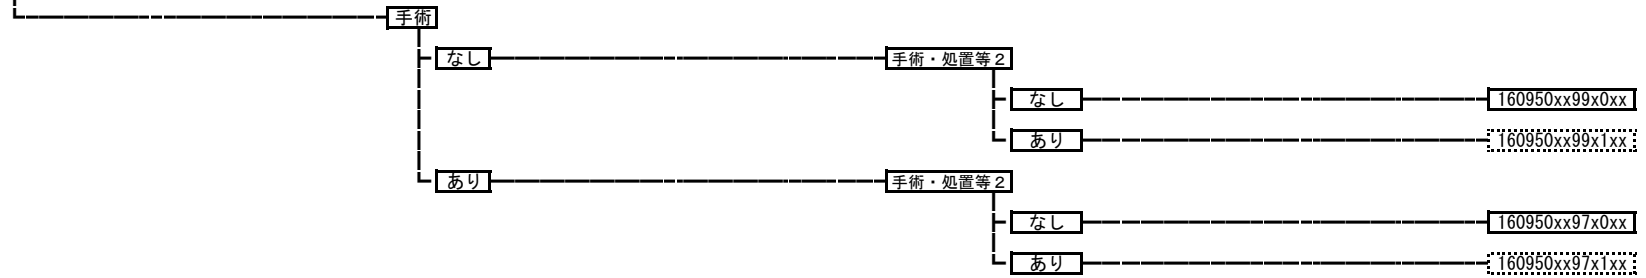 手術
なし 手術・処置等2
なし 160950xx99x0xx
あり 160950xx99x1xx
あり 手術・処置等2
なし 160950xx97x0xx
あり 160950xx97x1xx